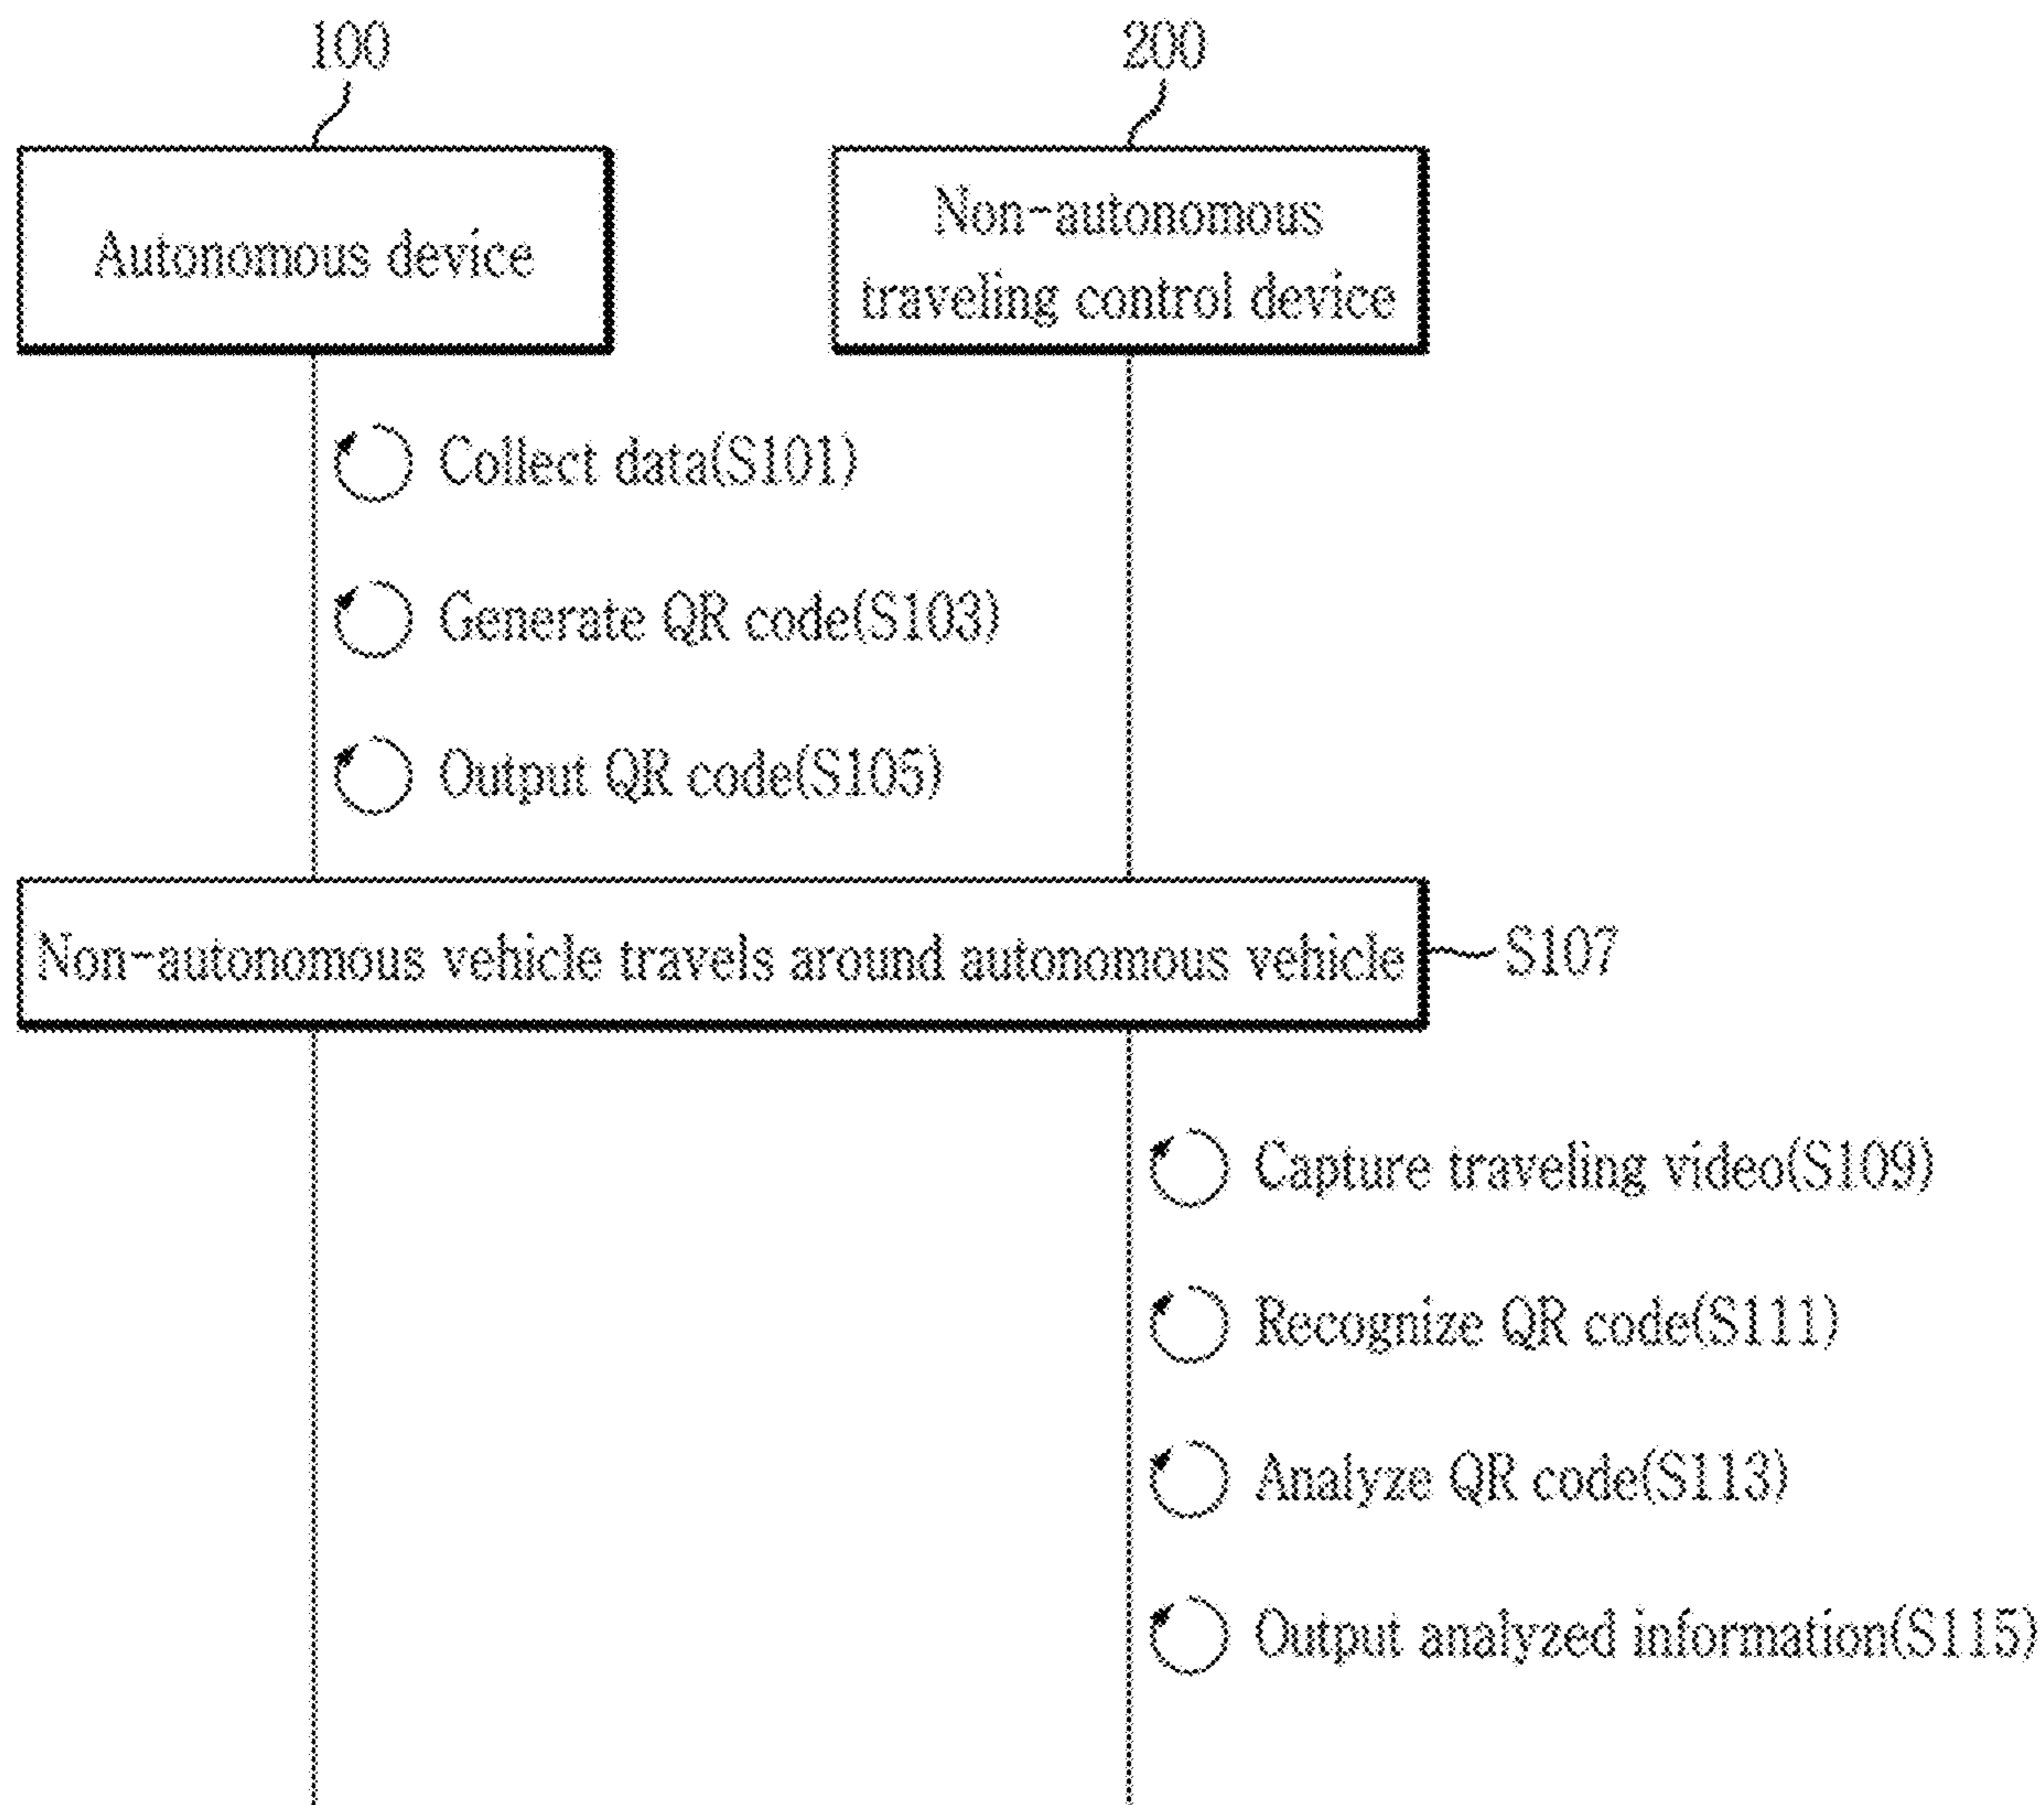 100
200
Autonomous device
Non-autonomous
traveling control device
Collect data(S101)
Generate QR code(S103)
Output QR code(S105)
Non-autonomous vehicle travels around autonomous vehicle
S107
Capture traveling video(S109)
Recognize QR code(S111)
Analyze QR code(S113)
Output analyzed information(S115)